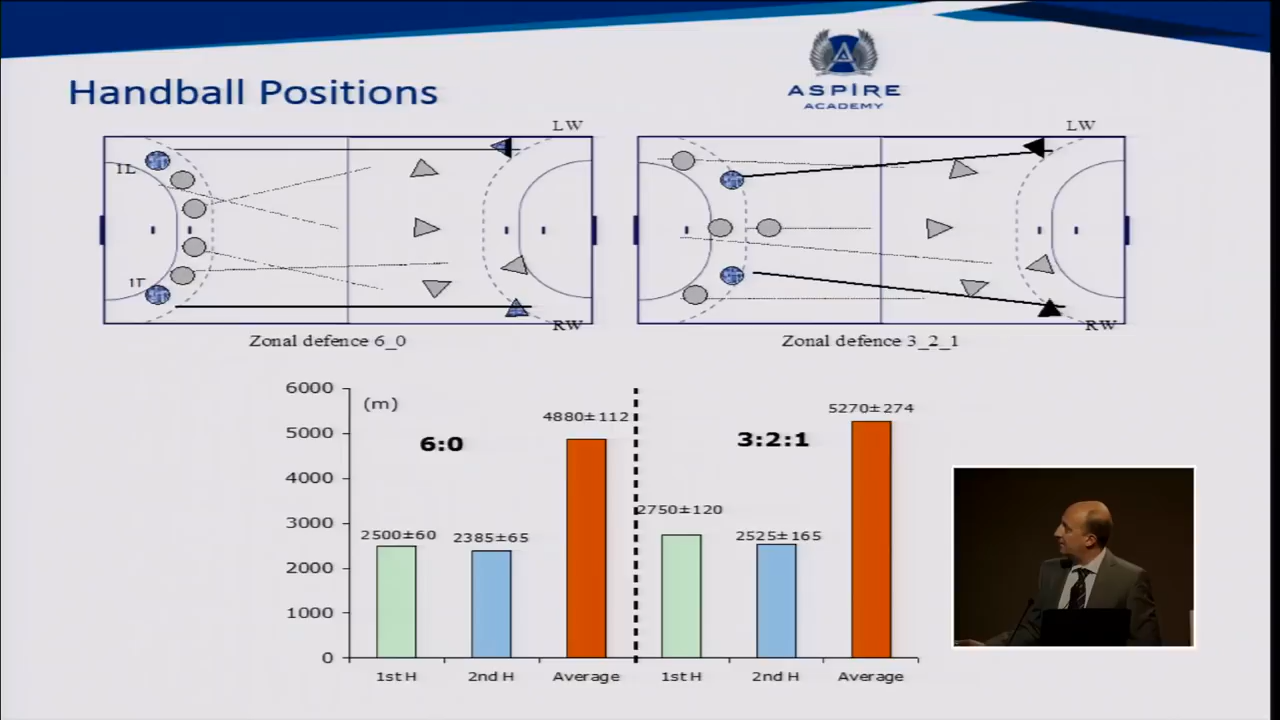 Handball Positions
ASPIRE
ACADEMY
LW
LW
1L
1T
RW
RW
Zonal defence 6_0
Zonal defence 3_2_1
6000
5000
4000
3000
2000
1000
0
(m)
6:0
3:2:1
2500±60
2385±65
4880±112
2750±120
2525±165
5270±274
1st H
2nd H
Average
1st H
2nd H
Average